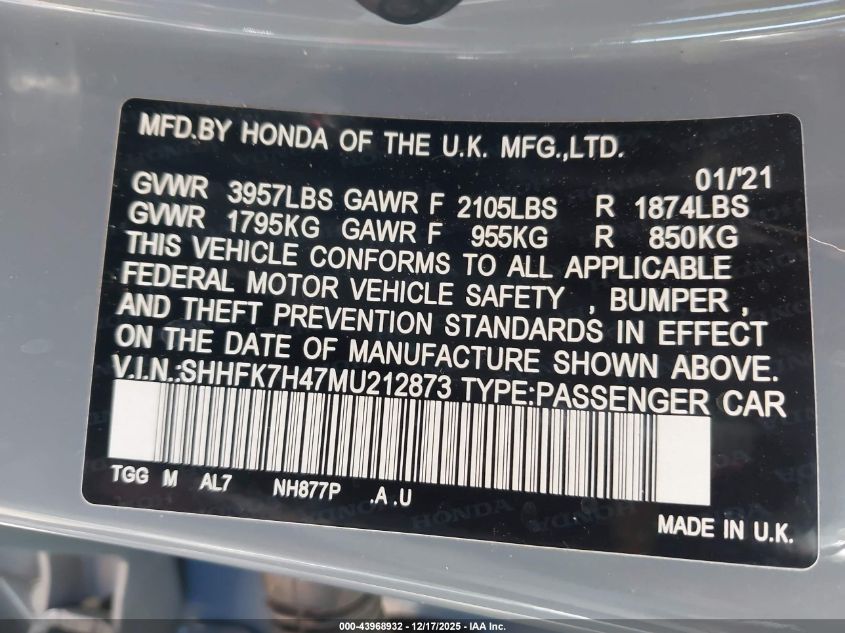 MFD.BY HONDA OF THE U.K. MFG.,LTD.
01/'21
GVWR 3957LBS GAWR F 2105LBS R 1874LBS
GVWR 1795KG GAWR F 955KG R 850KG
THIS VEHICLE CONFORMS TO ALL APPLICABLE
FEDERAL MOTOR VEHICLE SAFETY , BUMPER ,
AND THEFT PREVENTION STANDARDS IN EFFECT
ON THE DATE OF MANUFACTURE SHOWN ABOVE.
V.I.N.:SHHFK7H47MU212873 TYPE:PASSENGER CAR
TGG M AL7 NH877P .A .U
HONDA
MADE IN U.K.
000-43968932 - 12/17/2025 - IAA Inc.